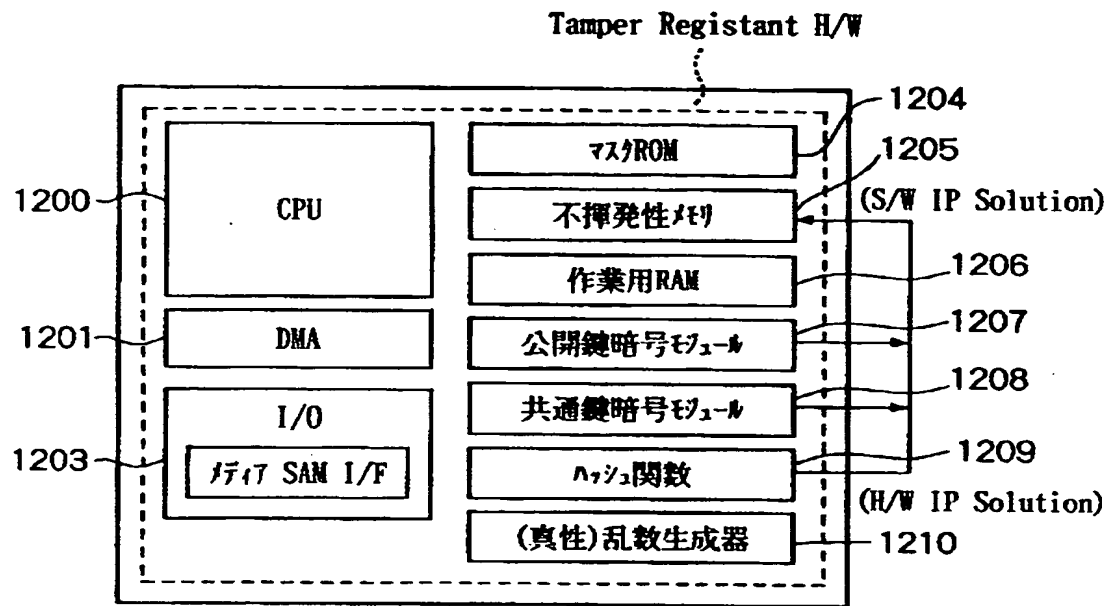 Tamper Registant H/W
1200
CPU
1201
DMA
1203
I/O
メディア SAM I/F
マスクROM
1204
不揮発性メモリ
1205
(S/W IP Solution)
作業用RAM
1206
公開鍵暗号モジュール
1207
共通鍵暗号モジュール
1208
ハッシュ関数
1209
(H/W IP Solution)
(真性)乱数生成器
1210